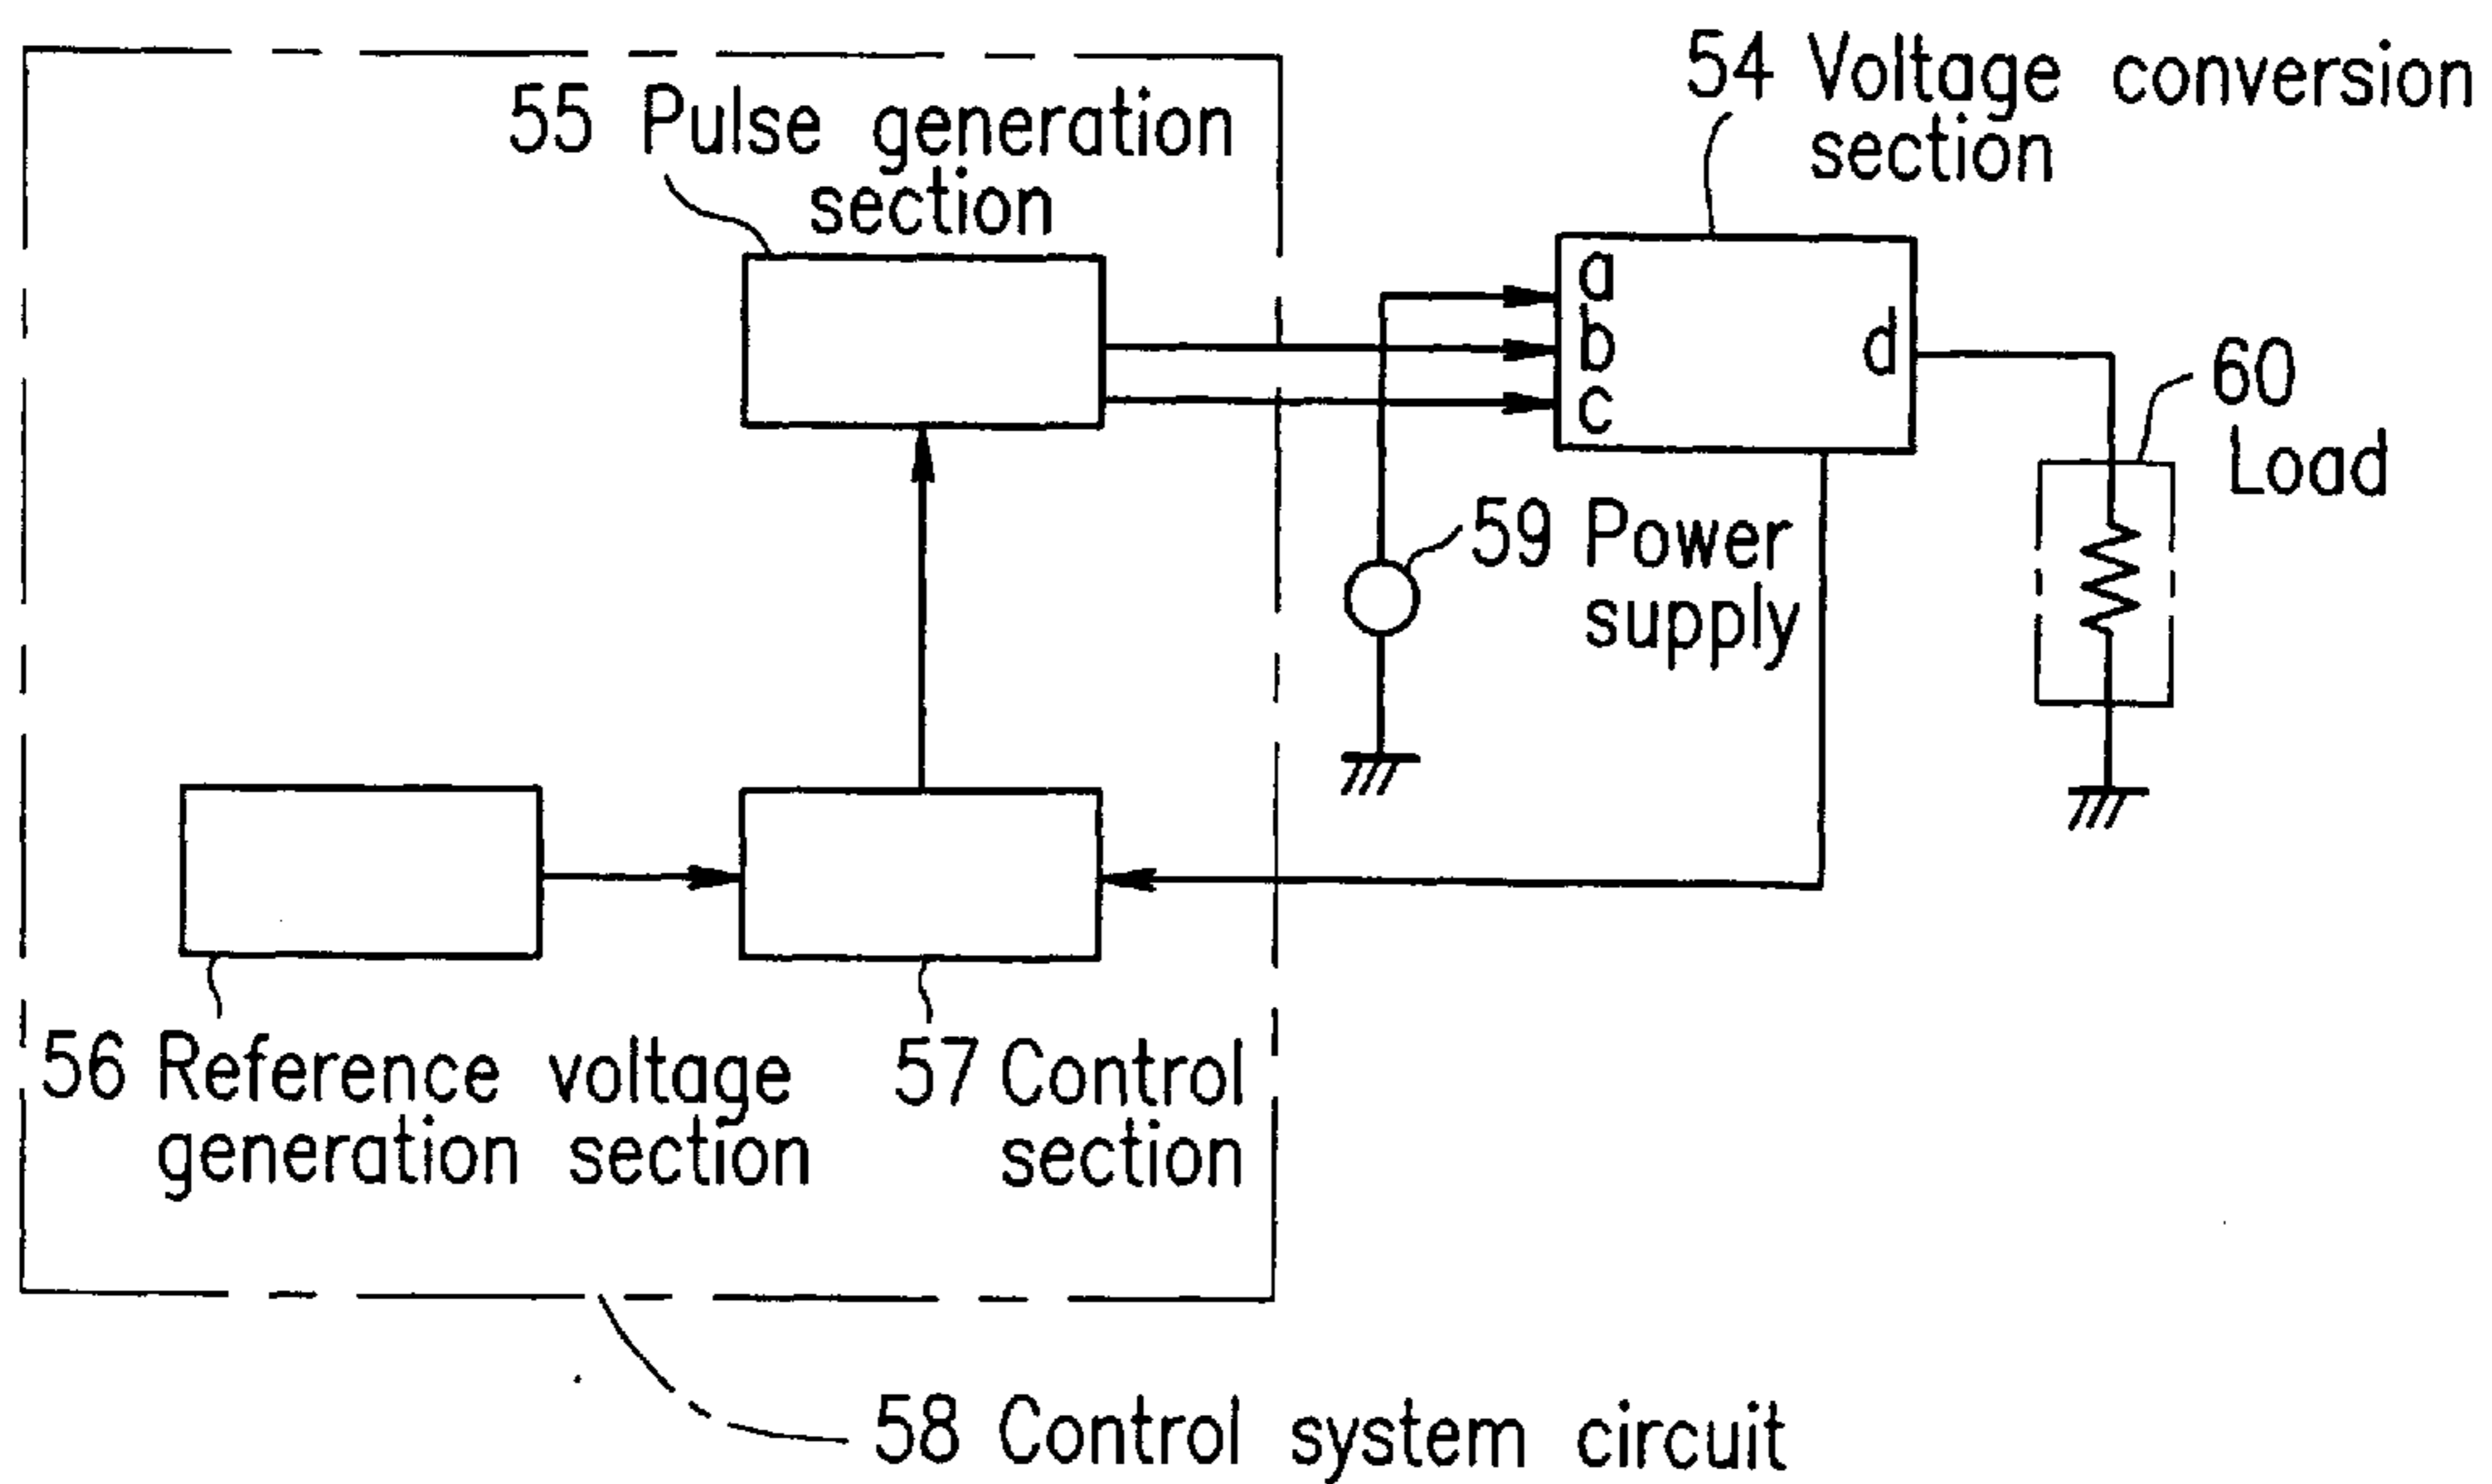 55 Pulse generation
section
54 Voltage conversion
section
a
b
c
d
60
Load
59 Power
supply
56 Reference voltage
generation section
57 Control
section
58 Control system circuit